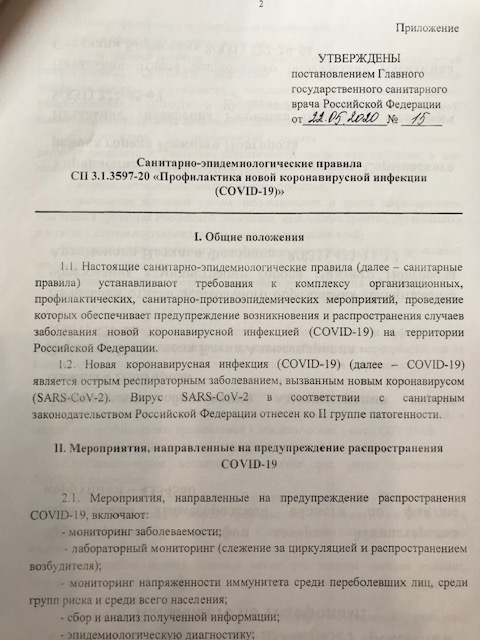 2
Приложение
УТВЕРЖДЕНЫ
постановлением Главного
государственного санитарного
врача Российской Федерации
от 22.05.2020 № 15
Санитарно-эпидемиологические правила
СП 3.1.3597-20 «Профилактика новой коронавирусной инфекции
(COVID-19)»
I. Общие положения
1.1. Настоящие санитарно-эпидемиологические правила (далее – санитарные
правила) устанавливают требования к комплексу организационных,
профилактических, санитарно-противоэпидемических мероприятий, проведение
которых обеспечивает предупреждение возникновения и распространения случаев
заболевания новой коронавирусной инфекцией (COVID-19) на территории
Российской Федерации.
1.2. Новая коронавирусная инфекция (COVID-19) (далее – COVID-19)
является острым респираторным заболеванием, вызванным новым коронавирусом
(SARS-CoV-2). Вирус SARS-CoV-2 в соответствии с санитарным
законодательством Российской Федерации отнесен ко II группе патогенности.
II. Мероприятия, направленные на предупреждение распространения
COVID-19
2.1. Мероприятия, направленные на предупреждение распространения
COVID-19, включают:
- мониторинг заболеваемости;
- лабораторный мониторинг (слежение за циркуляцией и распространением
возбудителя);
- мониторинг напряженности иммунитета среди переболевших лиц, среди
групп риска и среди всего населения;
- сбор и анализ полученной информации;
- эпидемиологическую диагностику;